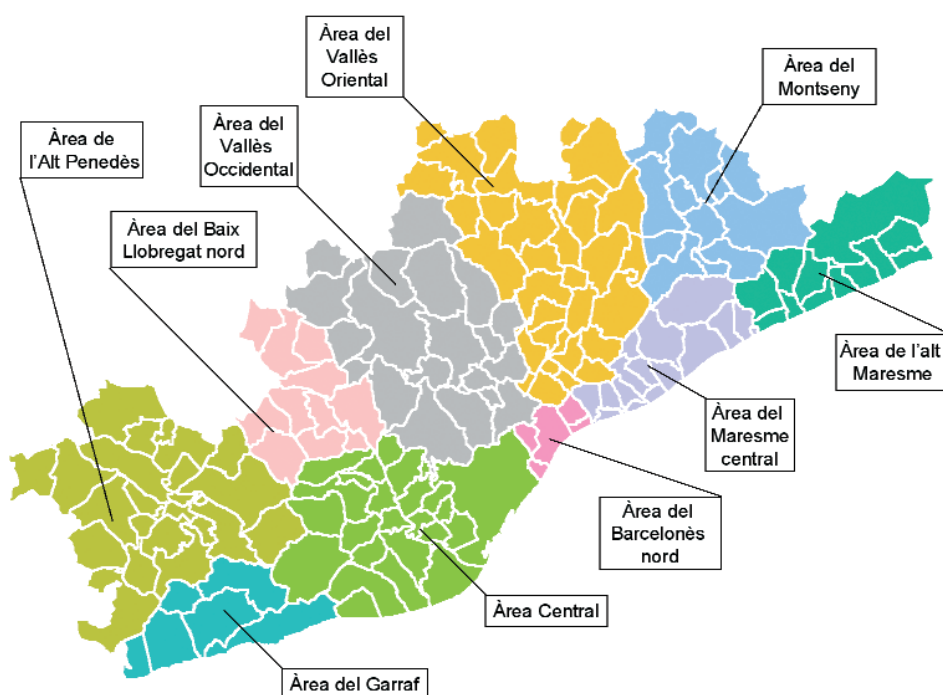 Àrea del
Vallès
Oriental
Àrea del
Montseny
Àrea del
Vallès
Occidental
Àrea de
l'Alt Penedès
Àrea del Baix
Llobregat nord
Àrea de l'alt
Maresme
Àrea del
Maresme
central
Àrea del
Barcelonès
nord
Àrea Central
Àrea del Garraf